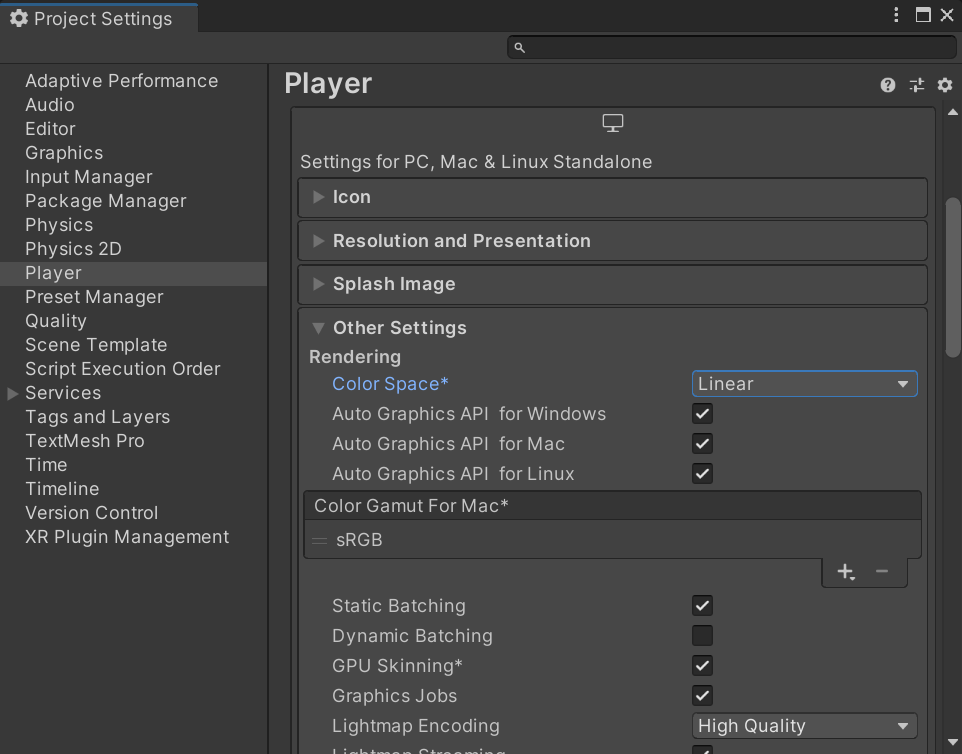 Project Settings
Adaptive Performance
Audio
Editor
Graphics
Input Manager
Package Manager
Physics
Physics 2D
Player
Preset Manager
Quality
Scene Template
Script Execution Order
Services
Tags and Layers
TextMesh Pro
Time
Timeline
Version Control
XR Plugin Management
Player
Settings for PC, Mac & Linux Standalone
Icon
Resolution and Presentation
Splash Image
Other Settings
Rendering
Color Space* Linear
Auto Graphics API  for Windows
Auto Graphics API  for Mac
Auto Graphics API  for Linux
Color Gamut For Mac*
sRGB
Static Batching
Dynamic Batching
GPU Skinning*
Graphics Jobs
Lightmap Encoding High Quality
Lightmap Streaming